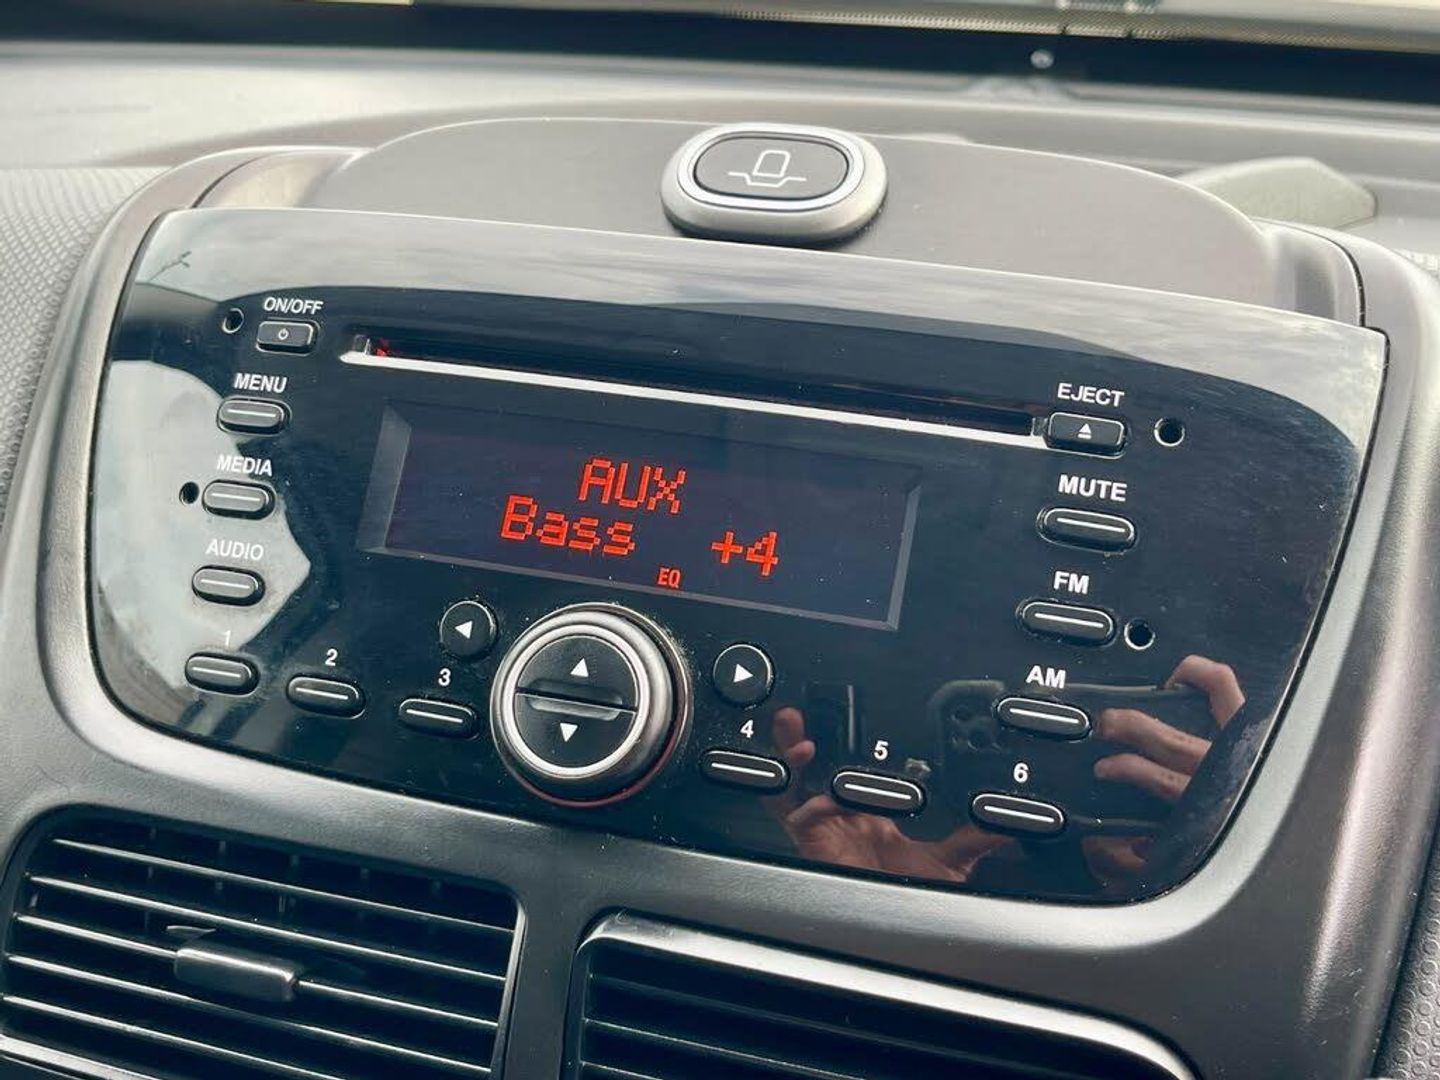 ON/OFF
MENU
MEDIA
AUDIO
1
2
3
AUX
Bass +4
EQ
EJECT
MUTE
FM
AM
4
5
6